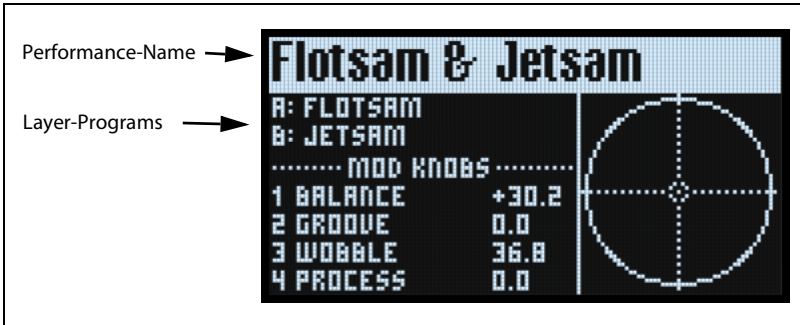 Performance-Name
Flotsam & Jetsam
Layer-Programs
A: FLOTSAM
B: JETSAM
MOD KNOBS
1 BALANCE +30.2
2 GROOVE 0.0
3 WOBBLE 36.8
4 PROCESS 0.0